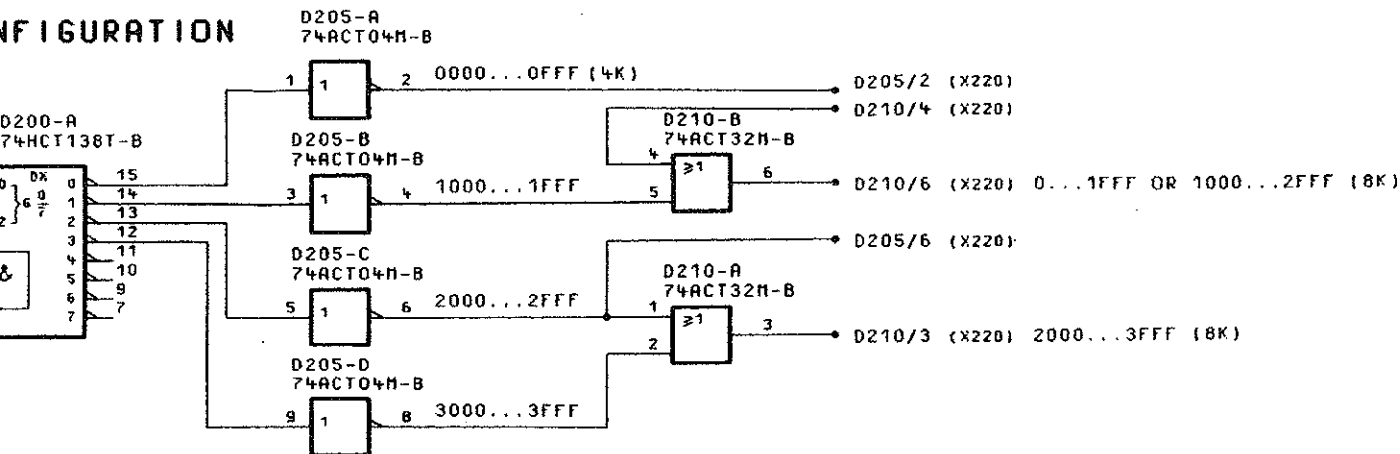 NFIGURATION
D205-A
74ACT04M-B
1 1 2 0000...0FFF (4K)
D205/2 (X220)
D210/4 (X220)
D200-A
74HCT138T-B
DX
0 15
1 14
2 13
3 12
4 11
5 10
6 9
7 7
}G 0/7
&
D205-B
74ACT04M-B
3 1 4 1000...1FFF
D210-B
74ACT32M-B
4 ≥1 6
5
D210/6 (X220) 0...1FFF OR 1000...2FFF (8K)
D205/6 (X220)
D205-C
74ACT04M-B
5 1 6 2000...2FFF
D210-A
74ACT32M-B
1 ≥1 3
2
D210/3 (X220) 2000...3FFF (8K)
D205-D
74ACT04M-B
9 1 8 3000...3FFF